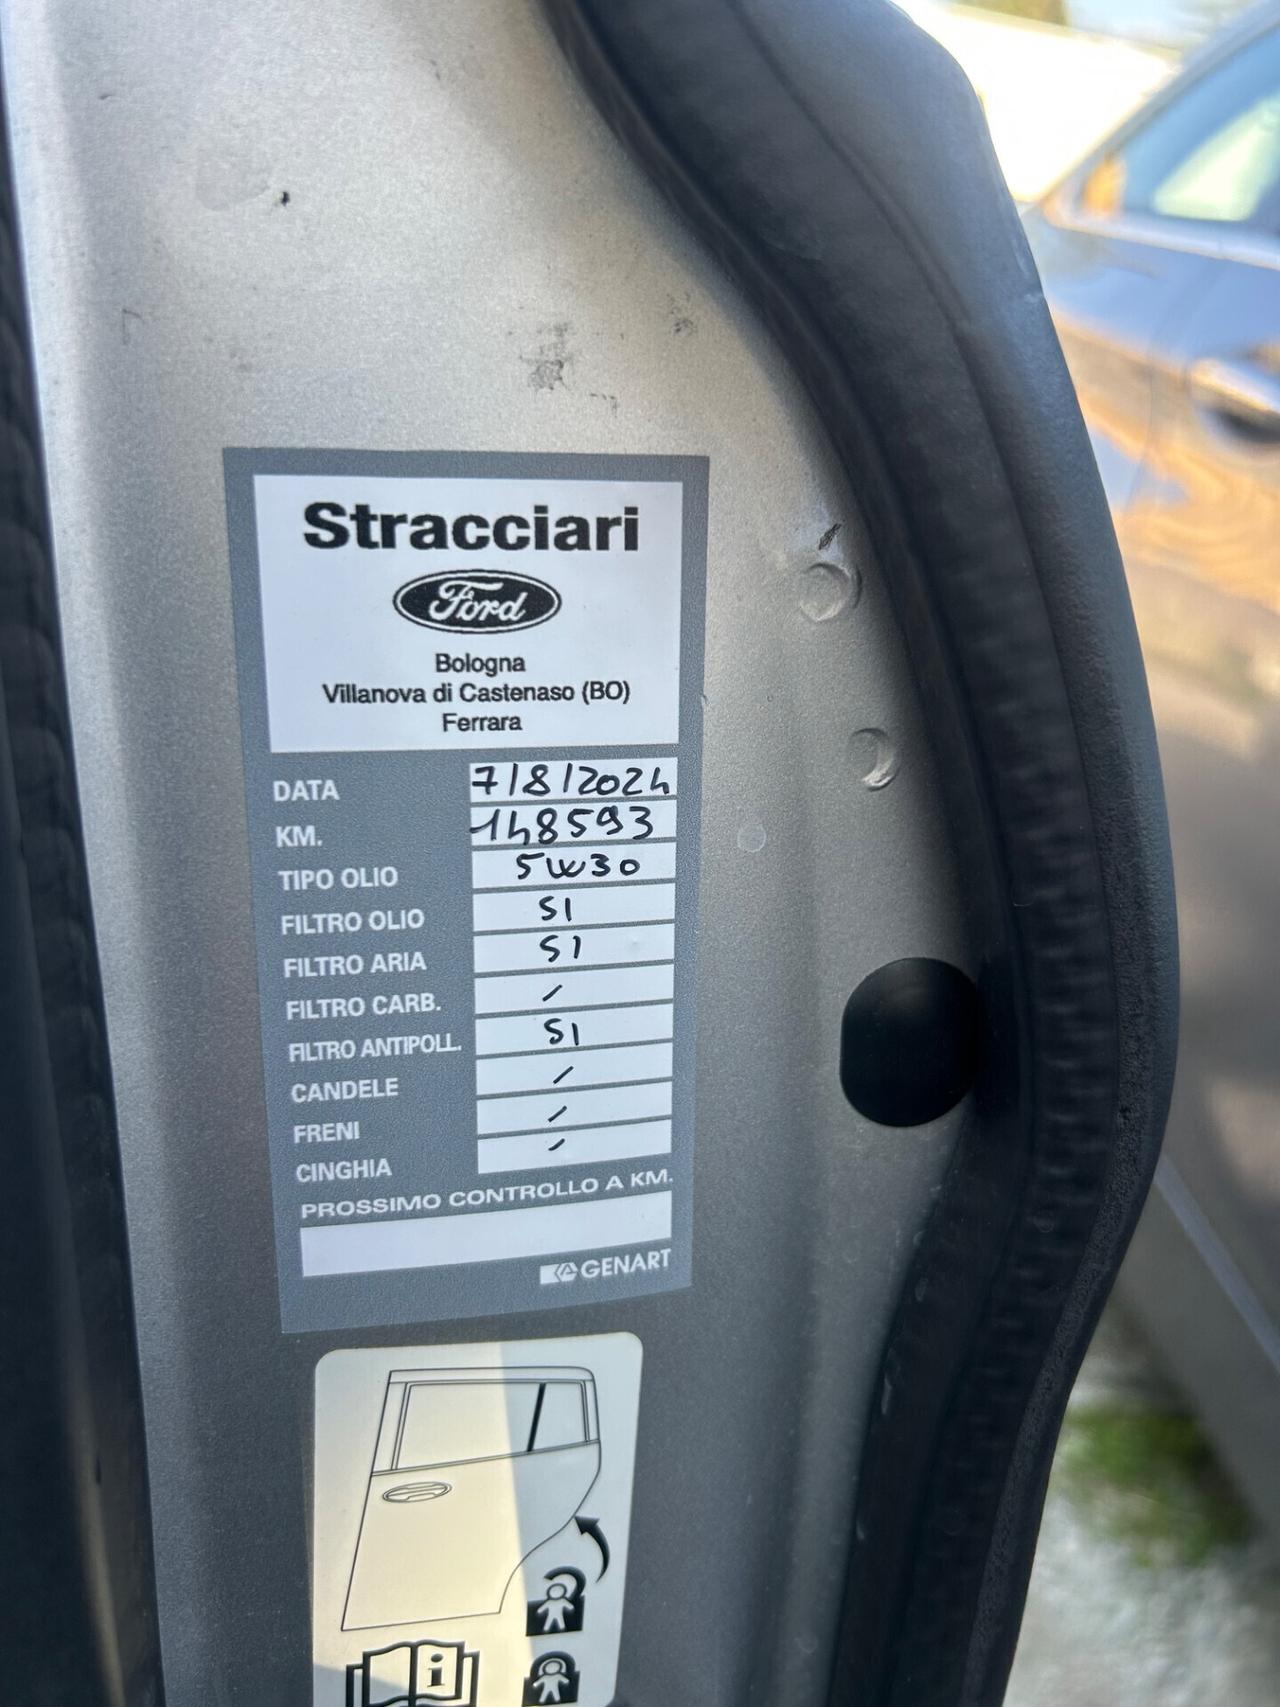 Stracciari
Ford
Bologna
Villanova di Castenaso (BO)
Ferrara
DATA 7/8/2024
KM. 148593
TIPO OLIO 5W30
FILTRO OLIO SI
FILTRO ARIA SI
FILTRO CARB. /
FILTRO ANTIPOLL. SI
CANDELE /
FRENI /
CINGHIA /
PROSSIMO CONTROLLO A KM.
GENART
i